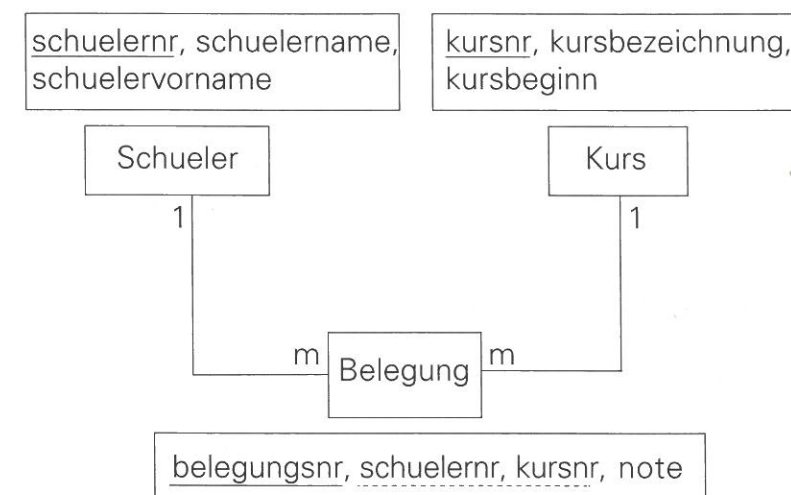 schuelernr, schuelername,
schuelervorname
kursnr, kursbezeichnung,
kursbeginn
Schueler
Kurs
1
1
m
Belegung
m
belegungsnr, schuelernr, kursnr, note